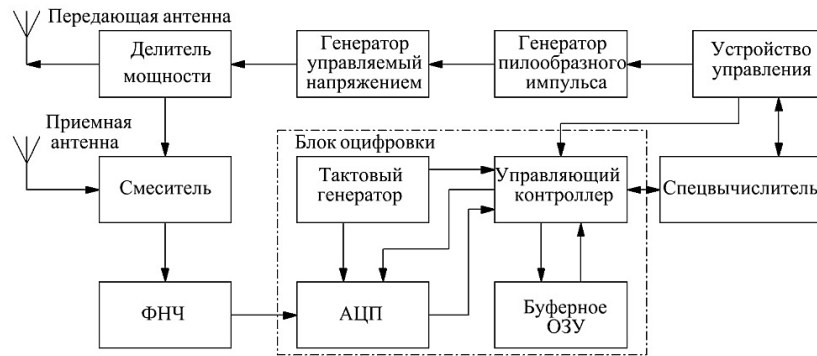 Передающая антенна
Делитель
мощности
Генератор
управляемый
напряжением
Генератор
пилообразного
импульса
Устройство
управления
Приемная
антенна
Блок оцифровки
Смеситель
Тактовый
генератор
Управляющий
контроллер
Спецвычислитель
ФНЧ
АЦП
Буферное
ОЗУ